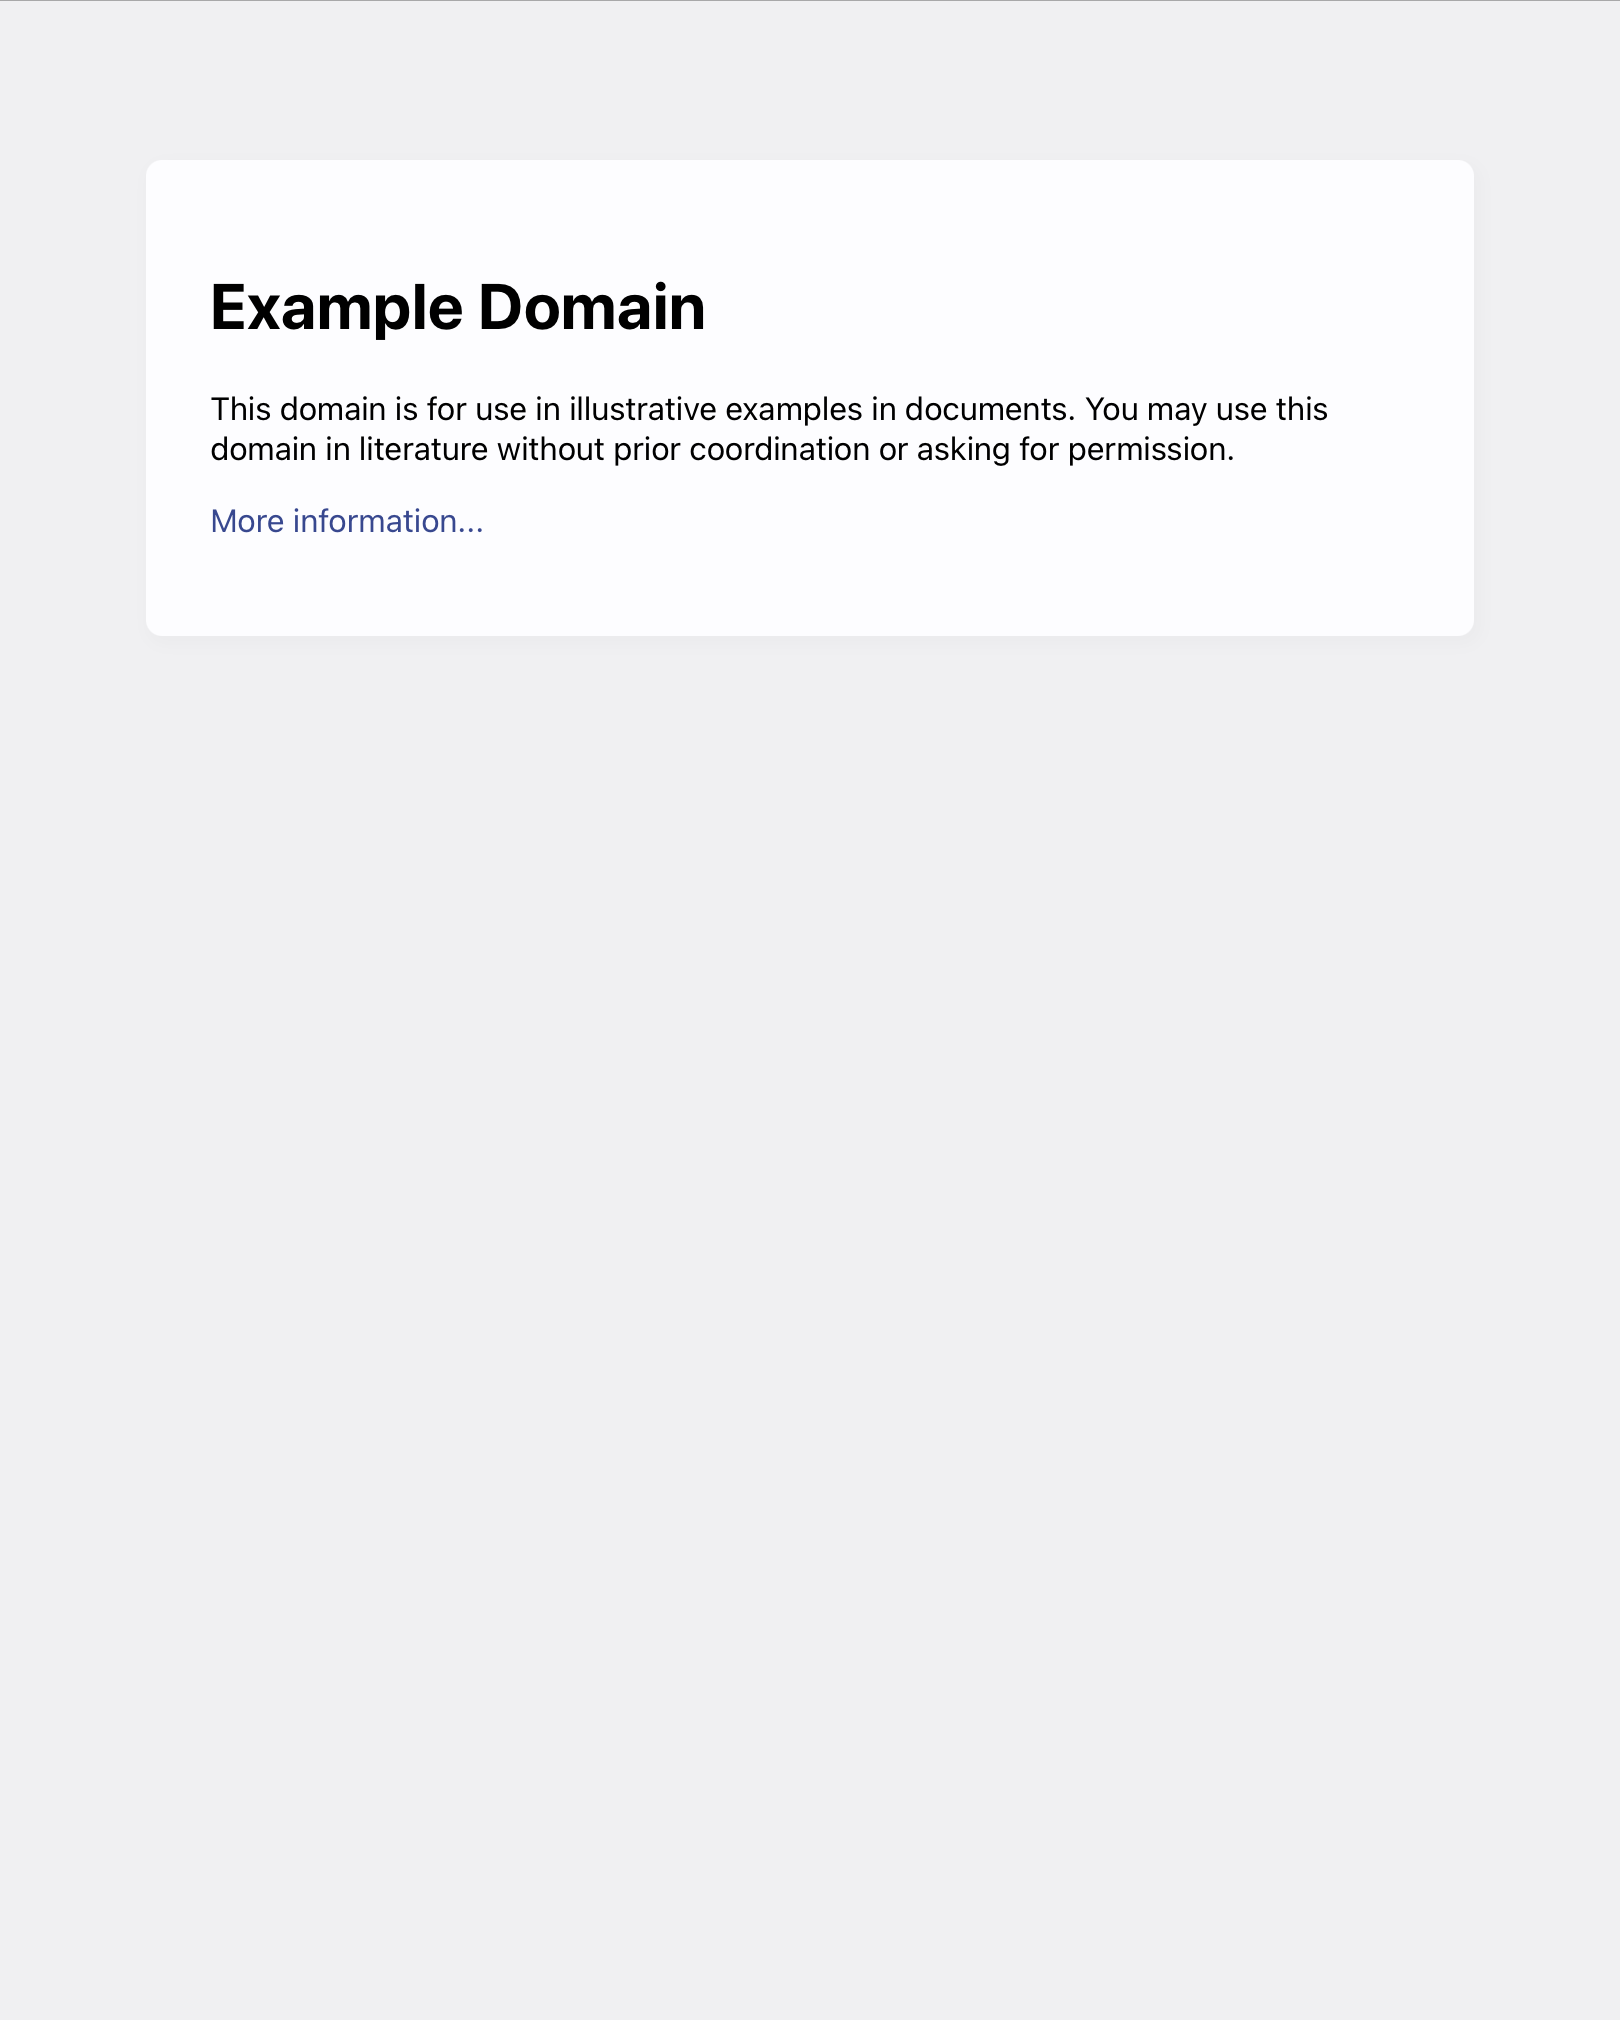 Example Domain
This domain is for use in illustrative examples in documents. You may use this
domain in literature without prior coordination or asking for permission.
More information...